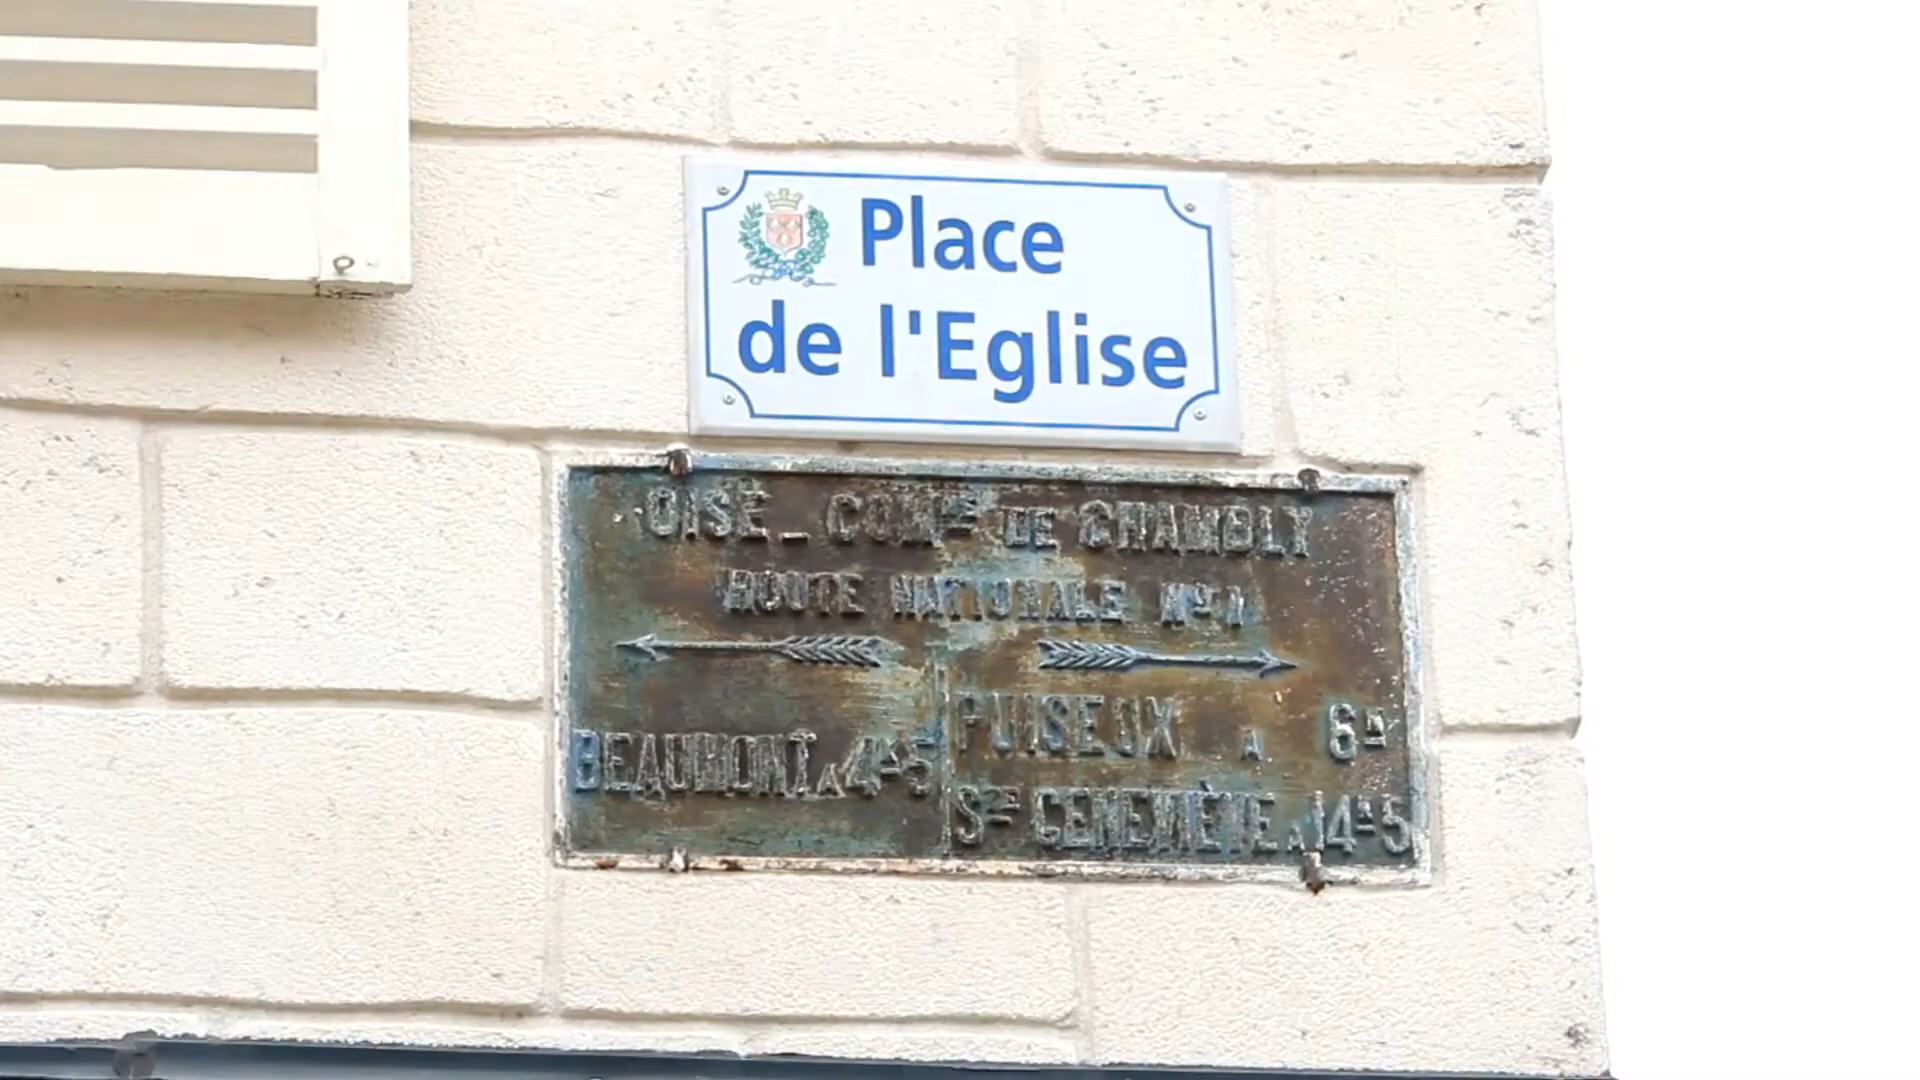 Place
de l'Eglise
OISE _ COMNE DE CHAMBLY
ROUTE NATIONALE No 1
BEAUMONT A 4K5
PUISEUX A 6K
STE GENEVIÈVE A 14K5